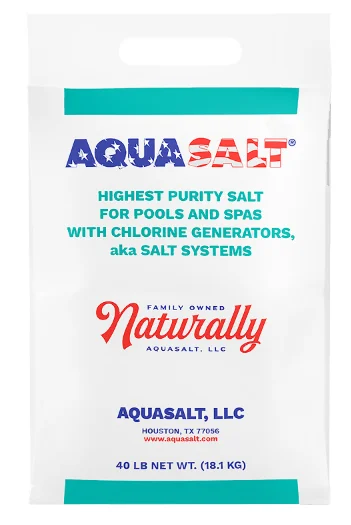 AQUASALT®
HIGHEST PURITY SALT
FOR POOLS AND SPAS
WITH CHLORINE GENERATORS,
aka SALT SYSTEMS
FAMILY OWNED
Naturally
AQUASALT, LLC
AQUASALT, LLC
HOUSTON, TX 77056
www.aquasalt.com
40 LB NET WT. (18.1 KG)